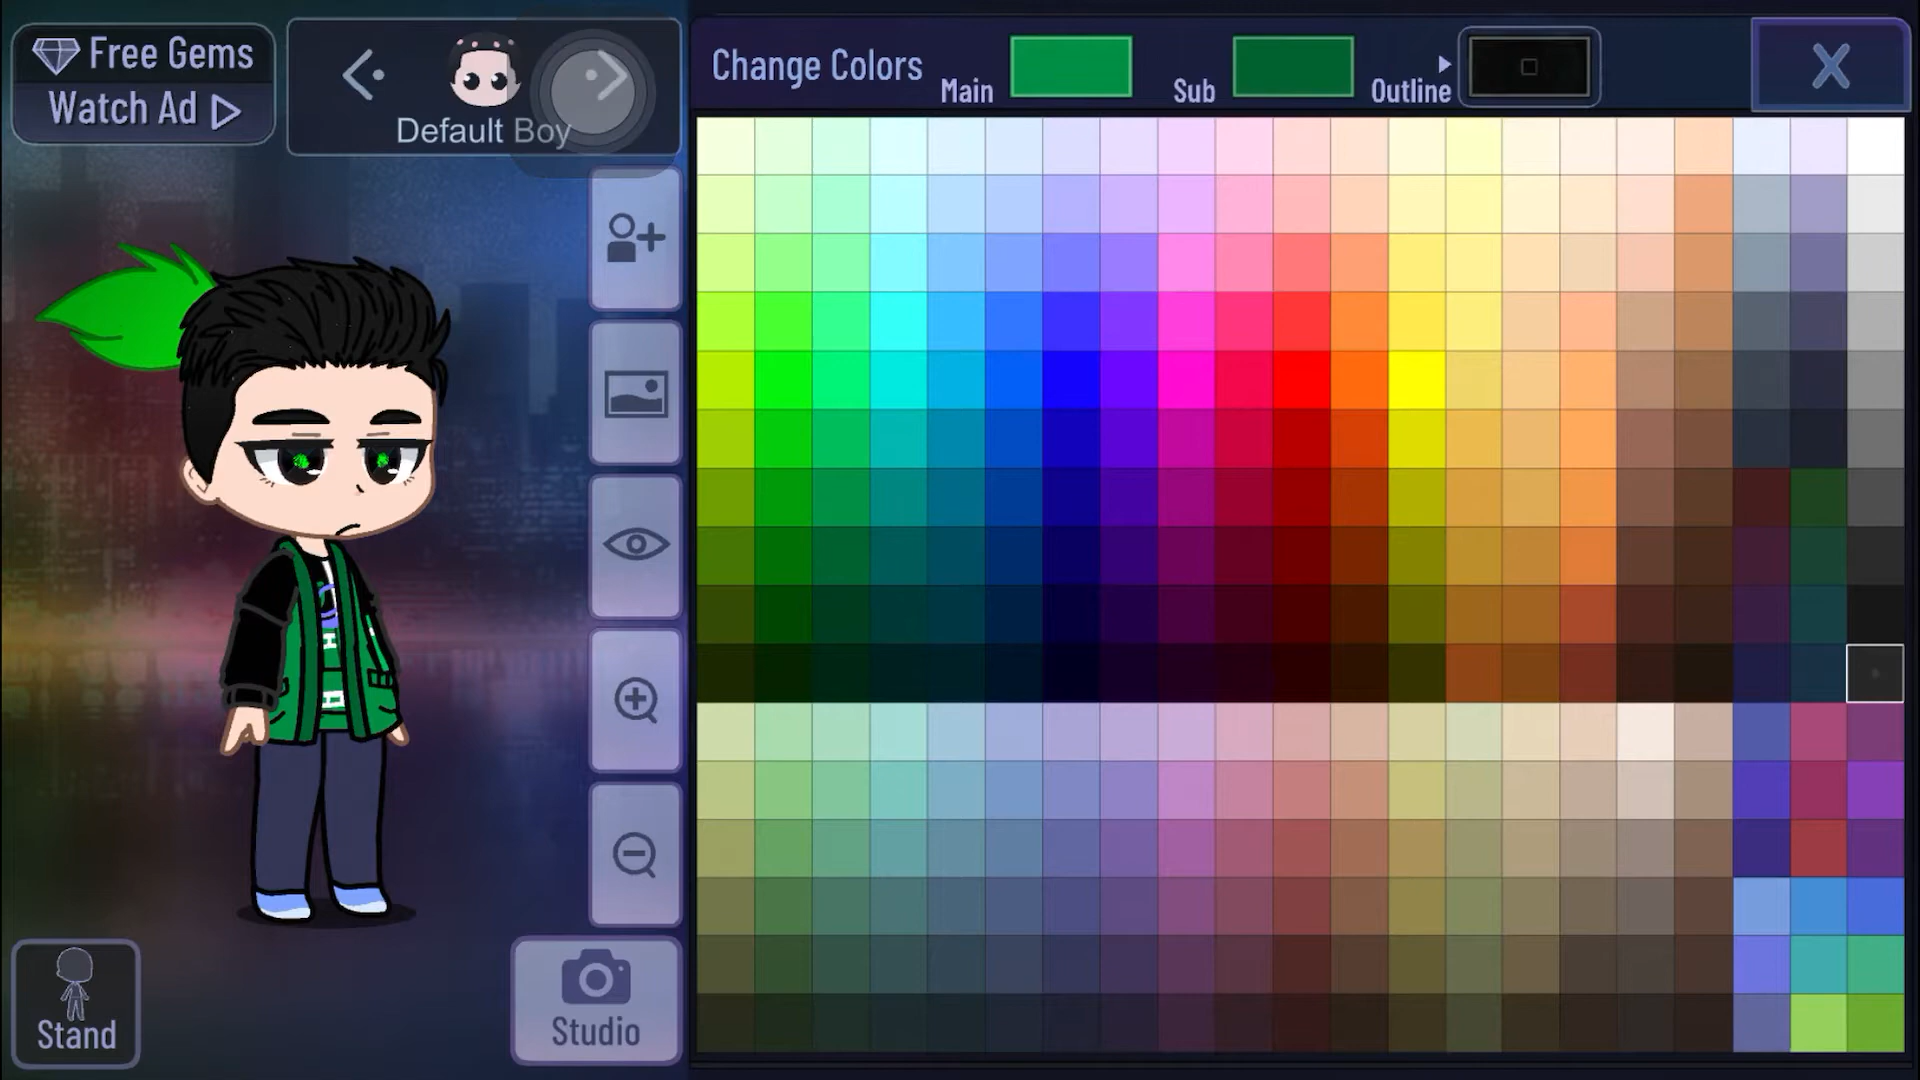 Free Gems
Watch Ad
Default Boy
Change Colors
Main
Sub
Outline
X
Stand
Studio